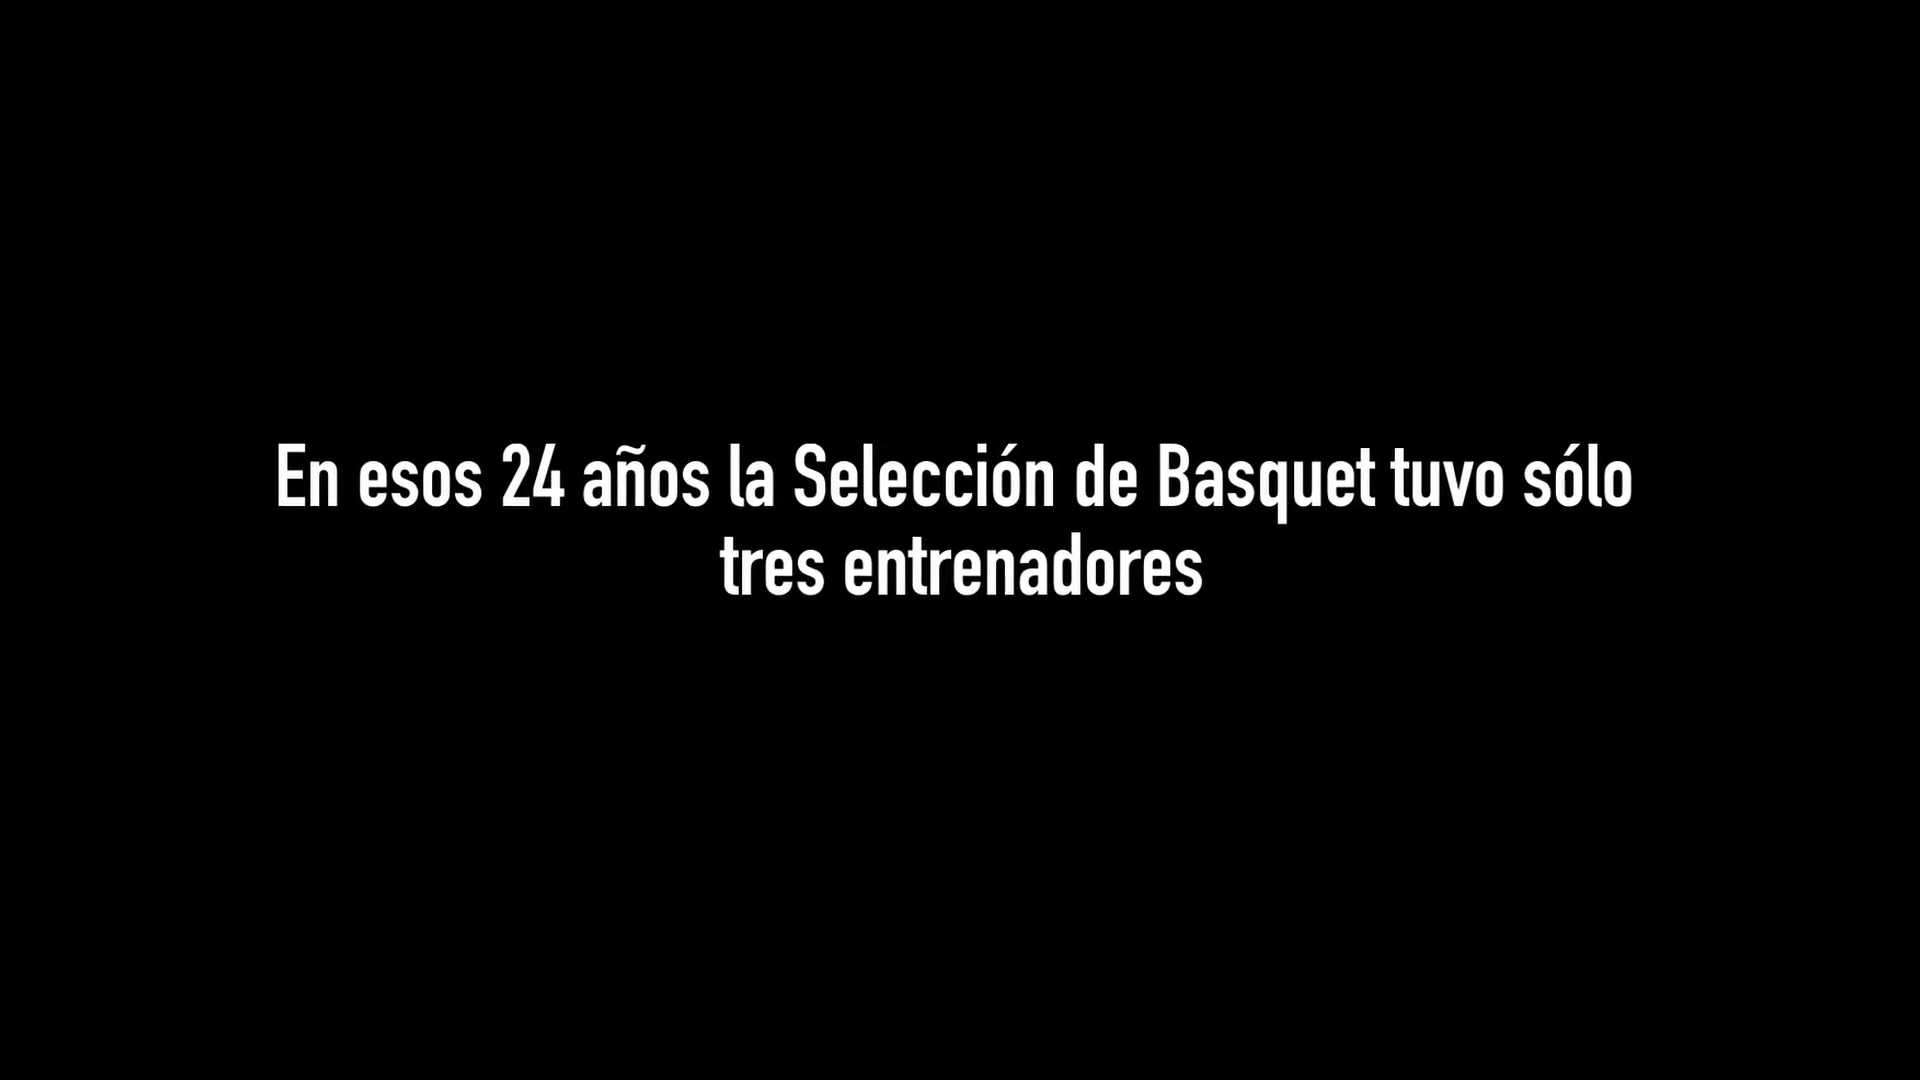 En esos 24 años la Selección de Basquet tuvo sólo
tres entrenadores